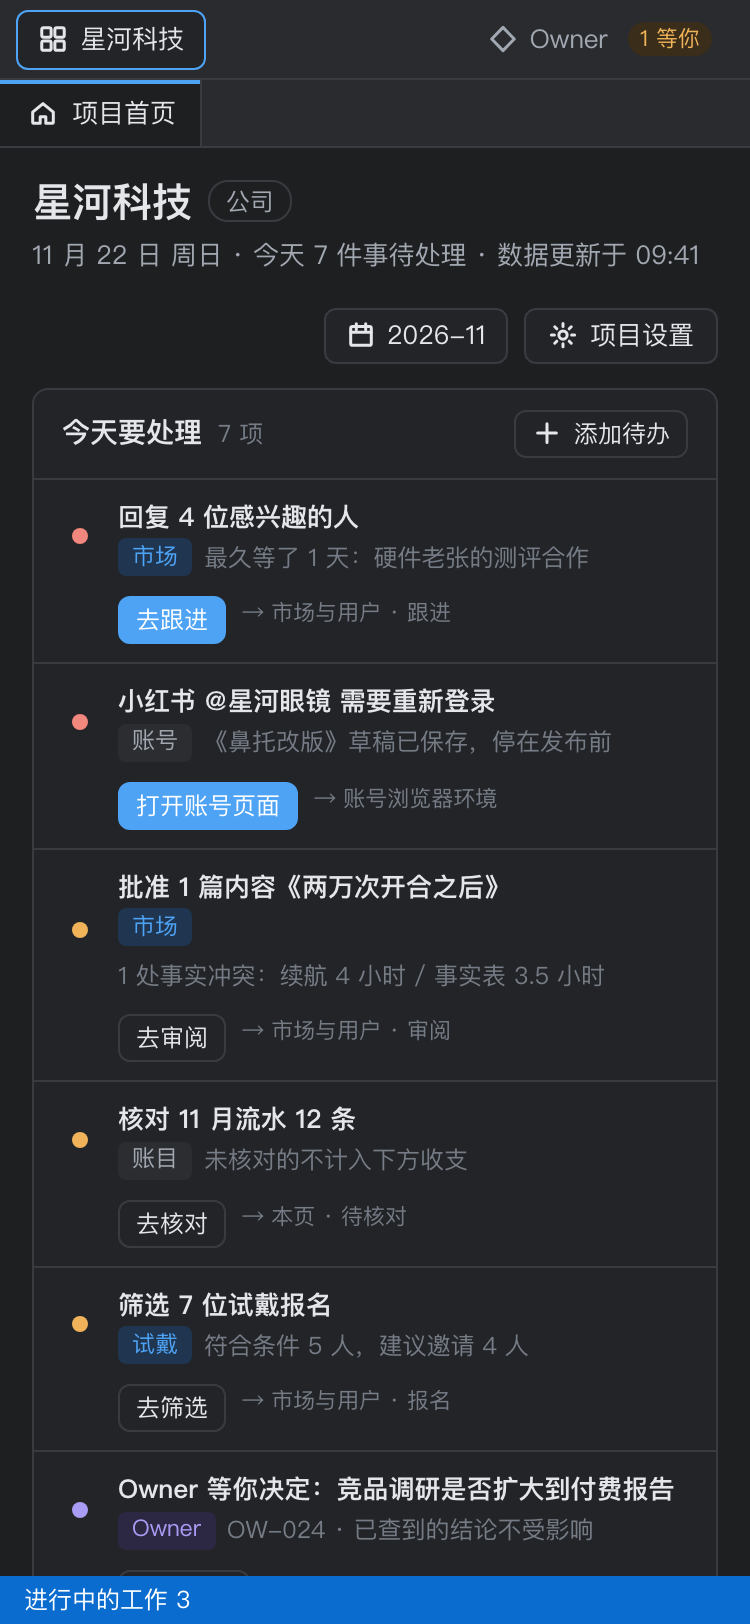 星河科技
Owner 1 等你
项目首页
星河科技 公司
11 月 22 日 周日 · 今天 7 件事待处理 · 数据更新于 09:41
2026-11 项目设置
今天要处理 7 项 添加待办
回复 4 位感兴趣的人
市场 最久等了 1 天：硬件老张的测评合作
去跟进 → 市场与用户 · 跟进
小红书 @星河眼镜 需要重新登录
账号 《鼻托改版》草稿已保存，停在发布前
打开账号页面 → 账号浏览器环境
批准 1 篇内容《两万次开合之后》
市场
1 处事实冲突：续航 4 小时 / 事实表 3.5 小时
去审阅 → 市场与用户 · 审阅
核对 11 月流水 12 条
账目 未核对的不计入下方收支
去核对 → 本页 · 待核对
筛选 7 位试戴报名
试戴 符合条件 5 人，建议邀请 4 人
去筛选 → 市场与用户 · 报名
Owner 等你决定：竞品调研是否扩大到付费报告
Owner OW-024 · 已查到的结论不受影响
进行中的工作 3